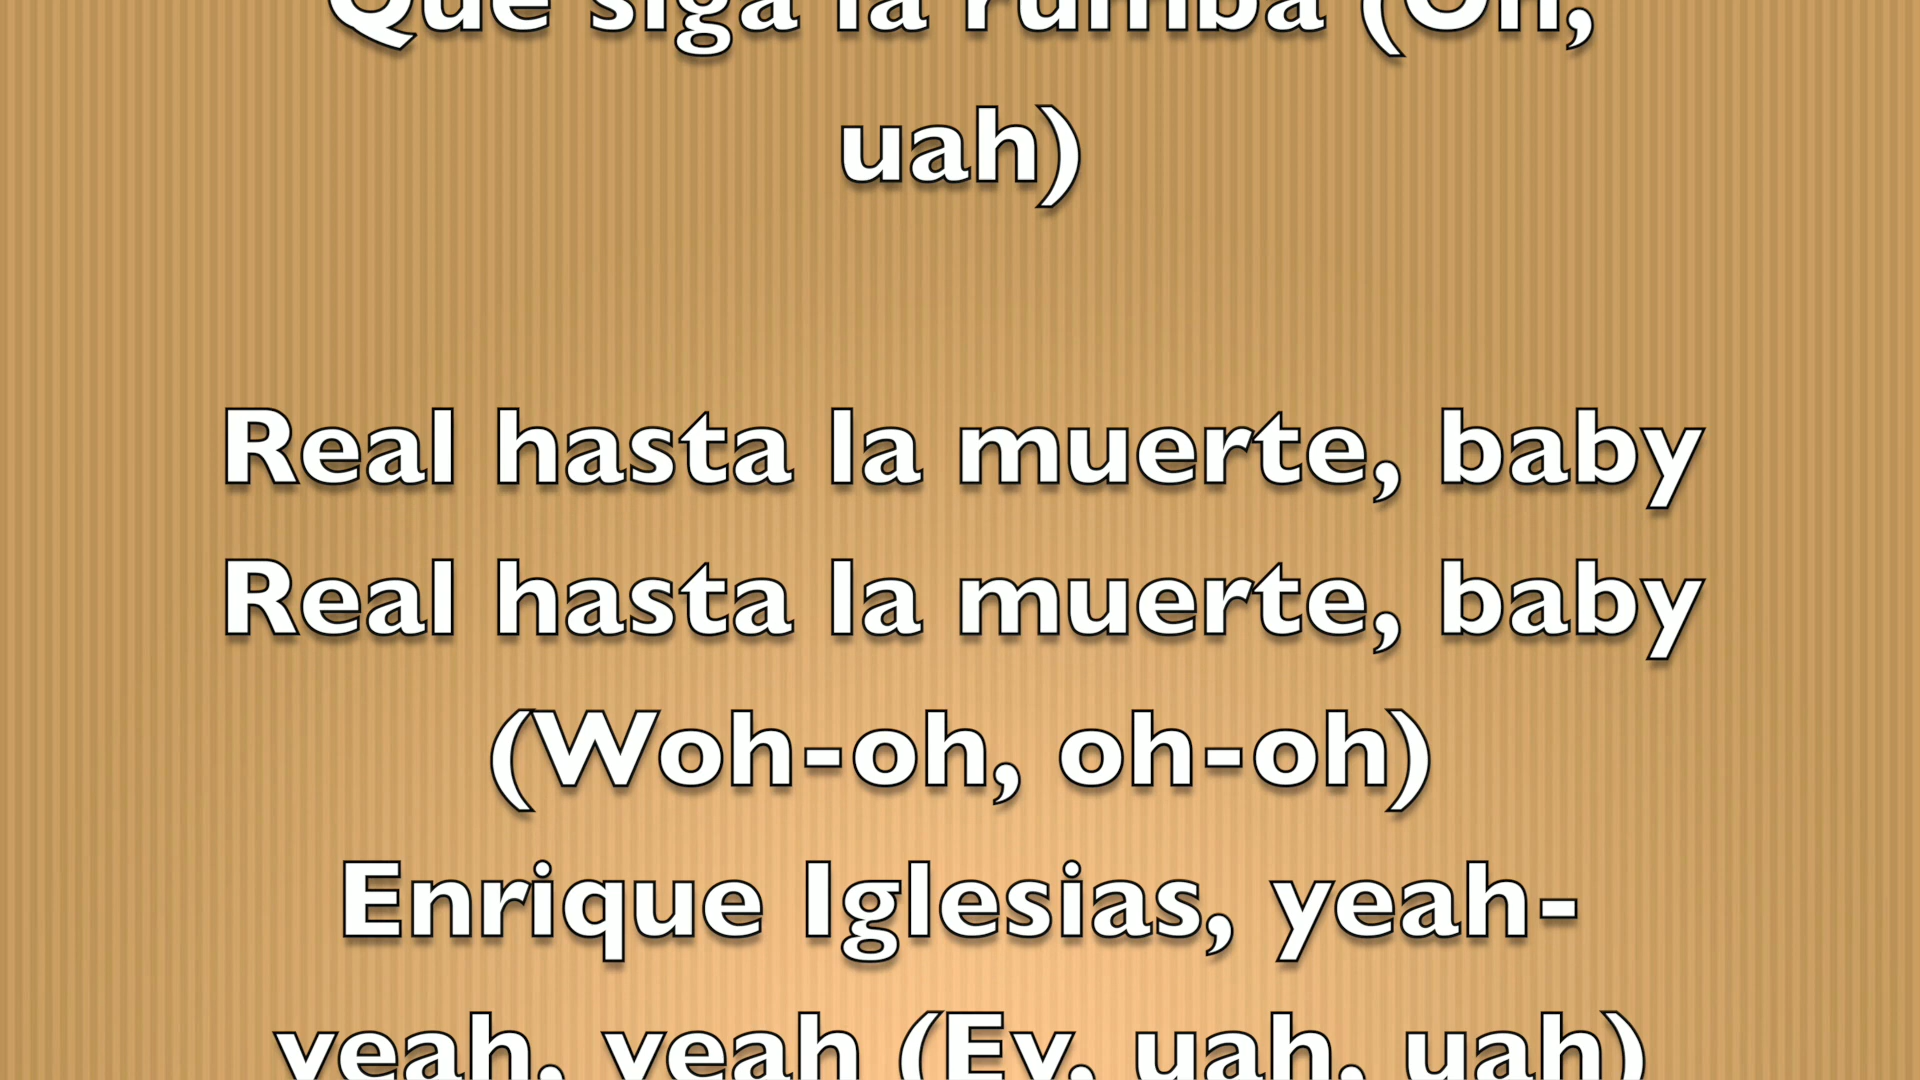 Que siga la rumba (Oh,
uah)
Real hasta la muerte, baby
Real hasta la muerte, baby
(Woh-oh, oh-oh)
Enrique Iglesias, yeah-
yeah, yeah (Ey, uah, uah)